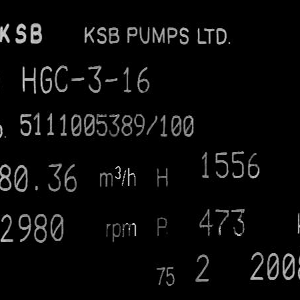 KSB KSB PUMPS LTD.
HGC-3-16
5111005389/100
80.36 m³/h H 1556
2980 rpm P 473
75 2 2008